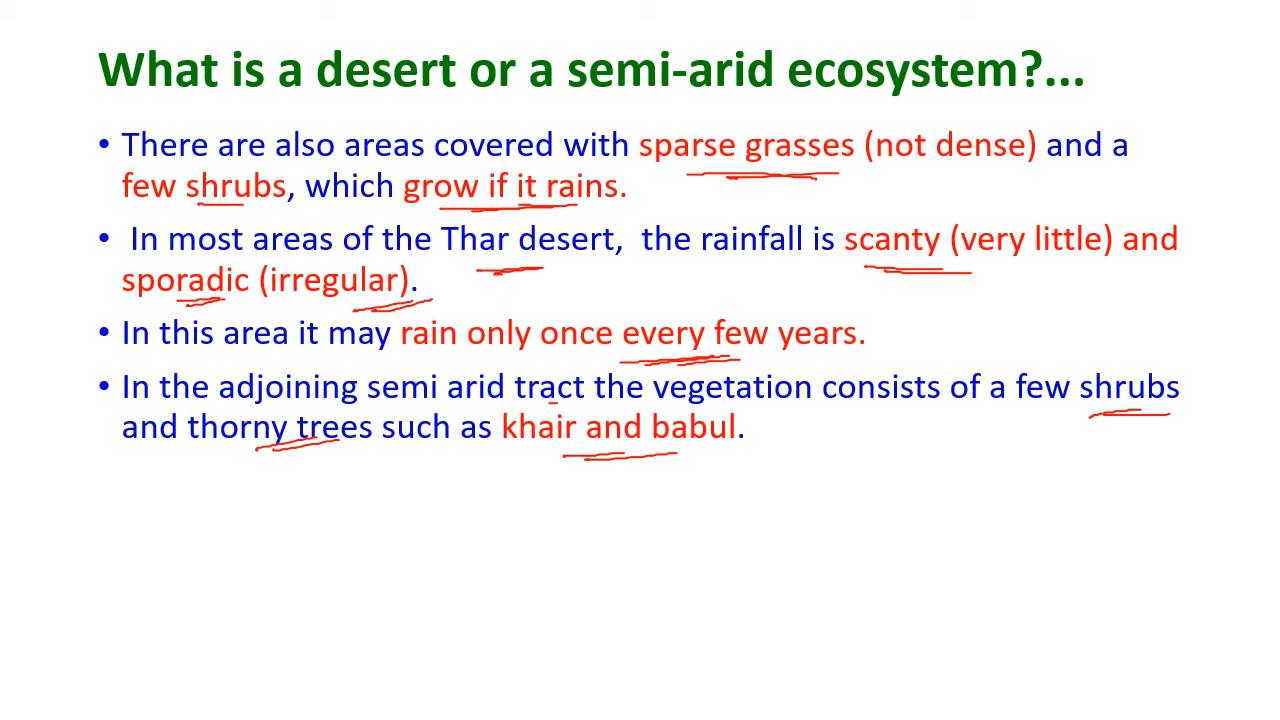 What is a desert or a semi-arid ecosystem?...
• There are also areas covered with sparse grasses (not dense) and a
few shrubs, which grow if it rains.
• In most areas of the Thar desert, the rainfall is scanty (very little) and
sporadic (irregular).
• In this area it may rain only once every few years.
• In the adjoining semi arid tract the vegetation consists of a few shrubs
and thorny trees such as khair and babul.